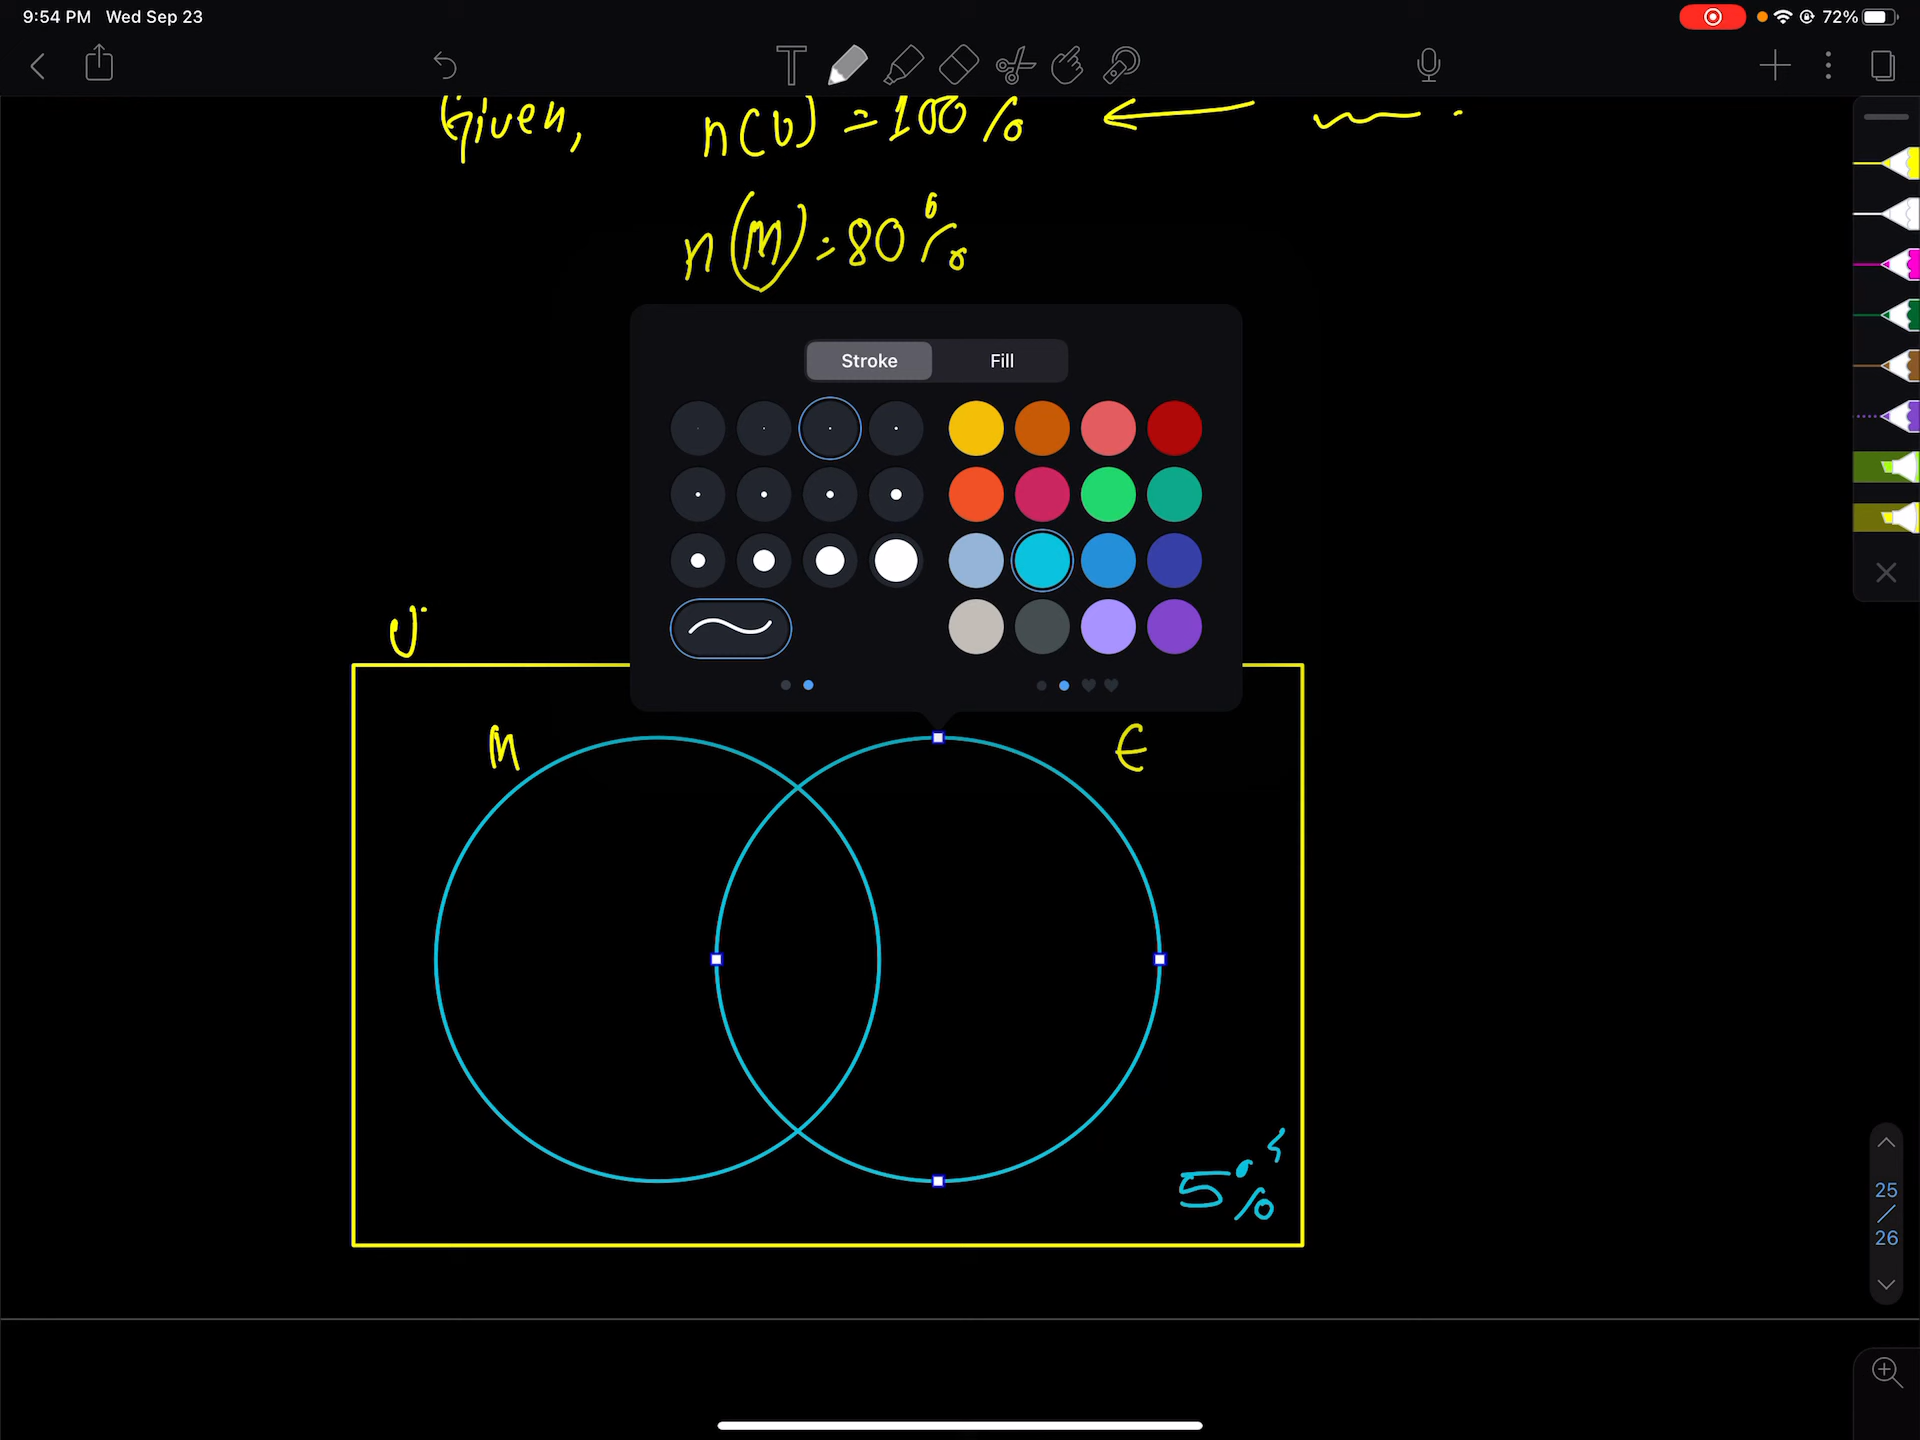 9:54 PM Wed Sep 23
72%
Given, n(U) = 100%
n(M) = 80%
Stroke Fill
U
M E
5%
25
/
26